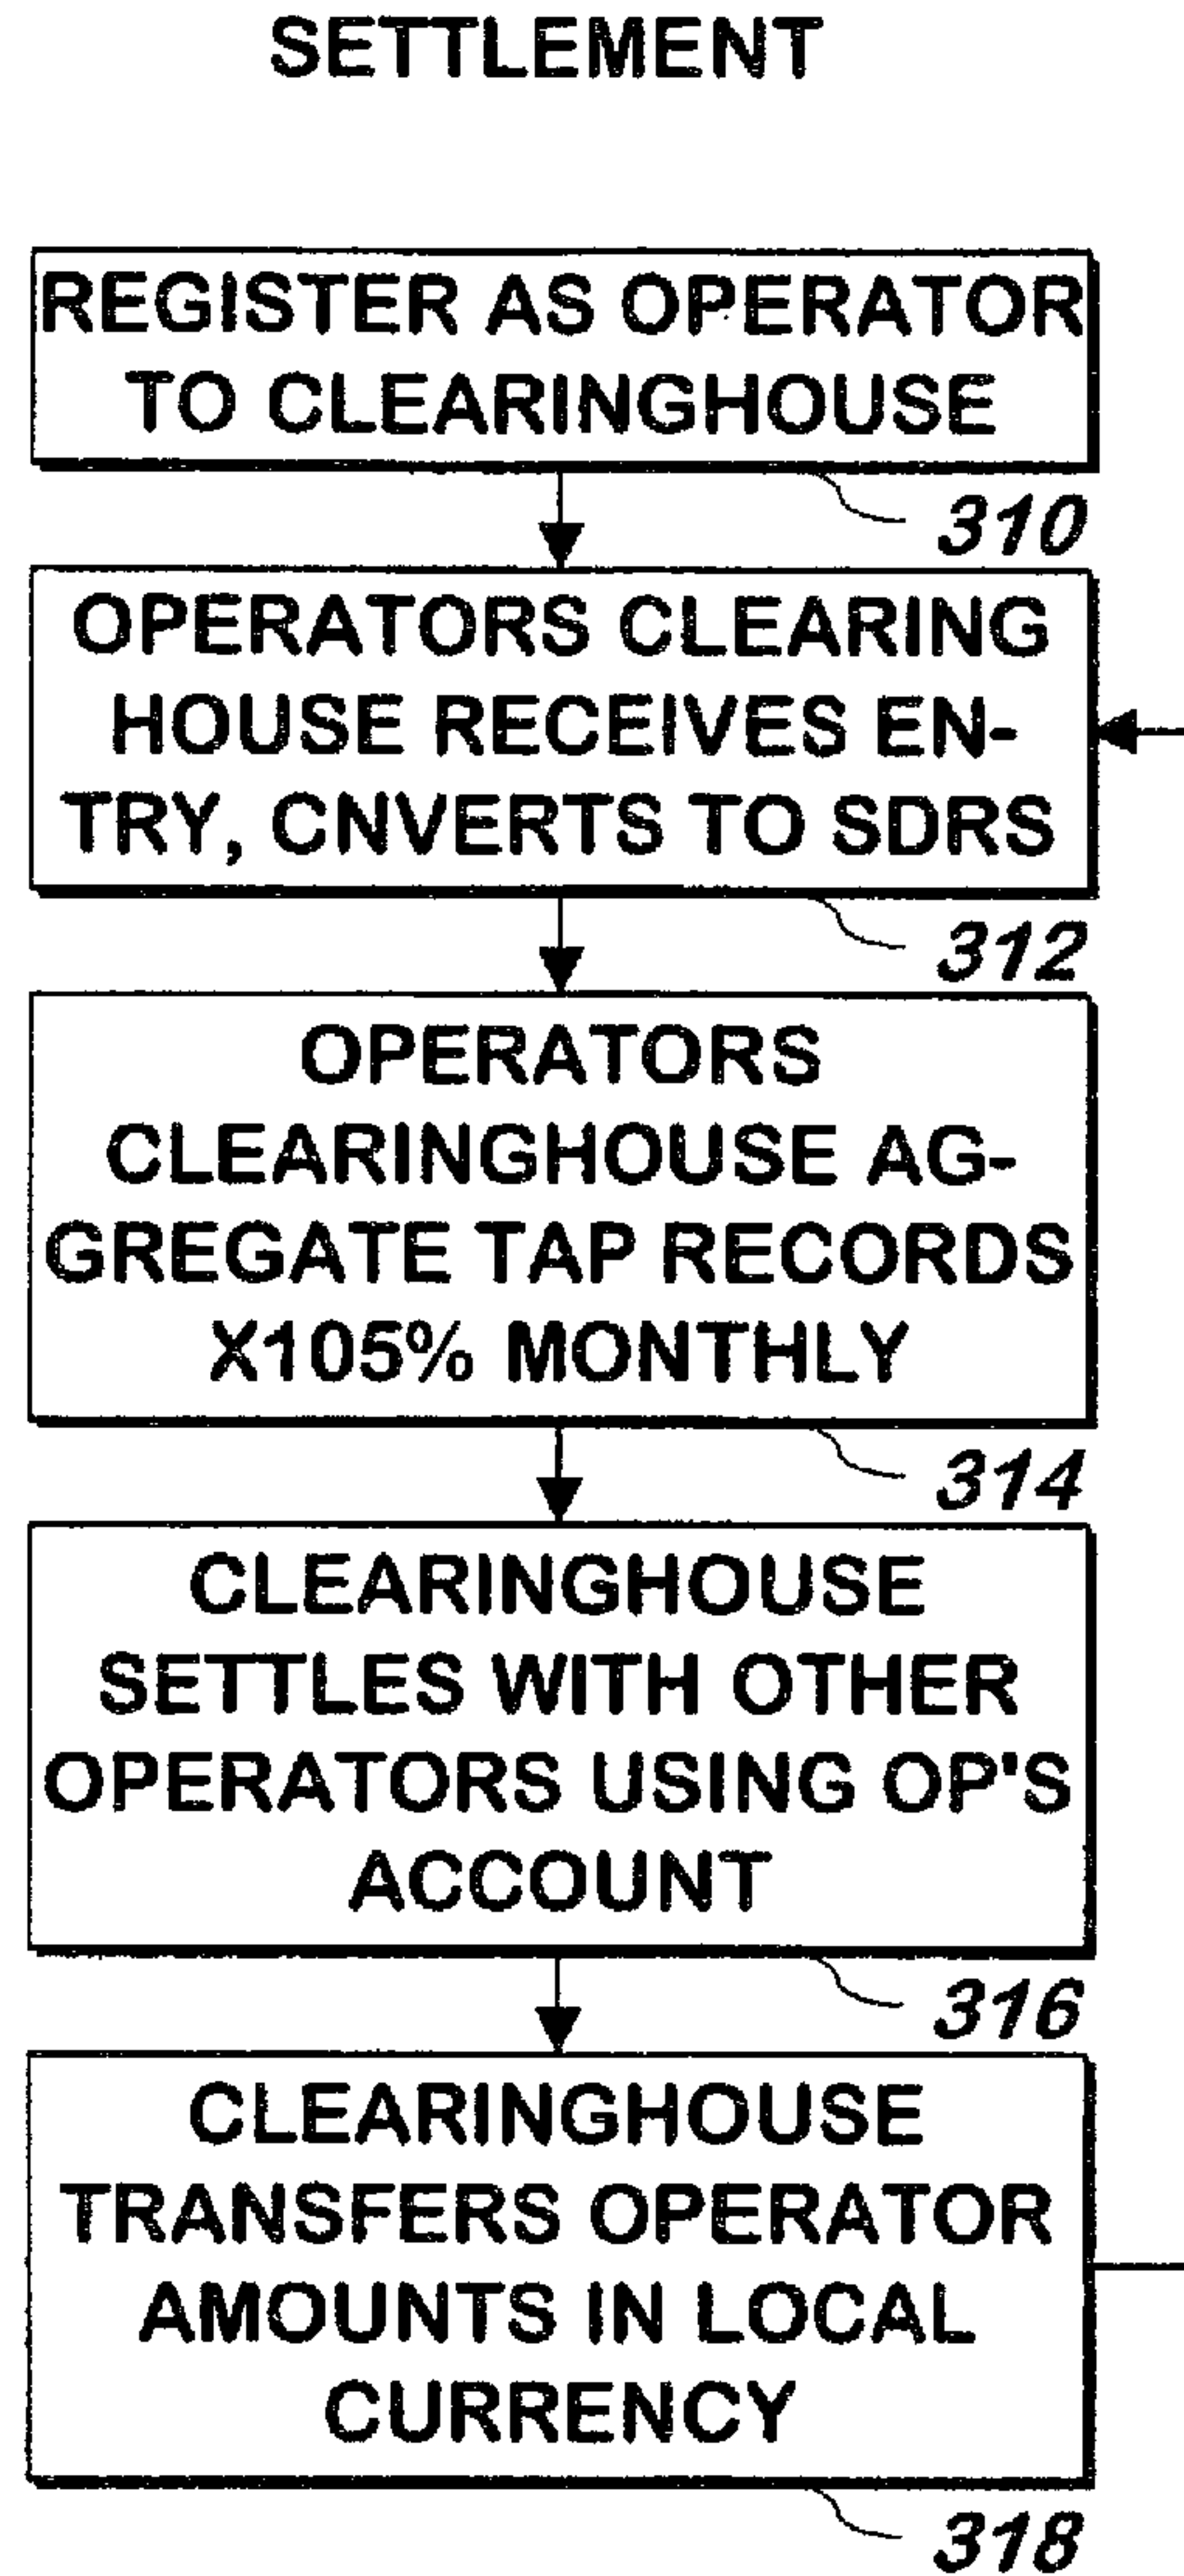 SETTLEMENT
REGISTER AS OPERATOR
TO CLEARINGHOUSE
310
OPERATORS CLEARING
HOUSE RECEIVES EN-
TRY, CNVERTS TO SDRS
312
OPERATORS
CLEARINGHOUSE AG-
GREGATE TAP RECORDS
X105% MONTHLY
314
CLEARINGHOUSE
SETTLES WITH OTHER
OPERATORS USING OP'S
ACCOUNT
316
CLEARINGHOUSE
TRANSFERS OPERATOR
AMOUNTS IN LOCAL
CURRENCY
318